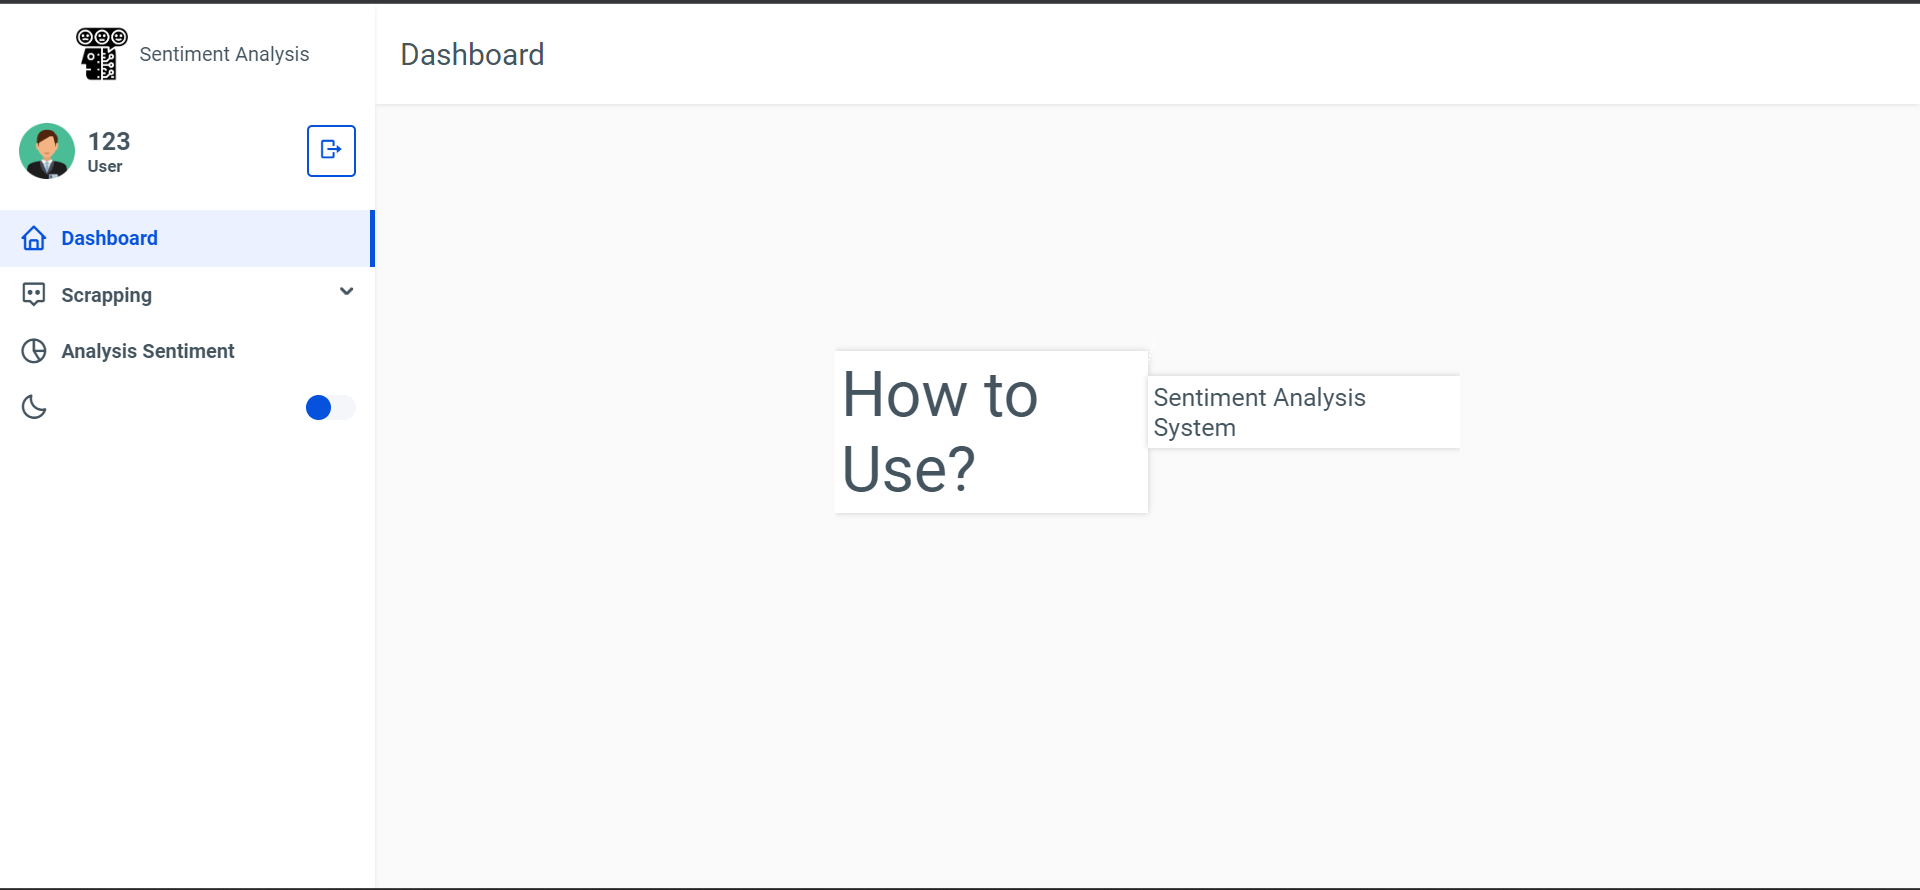 Sentiment Analysis
Dashboard
123
User
Dashboard
Scrapping
Analysis Sentiment
How to
Use?
Sentiment Analysis
System